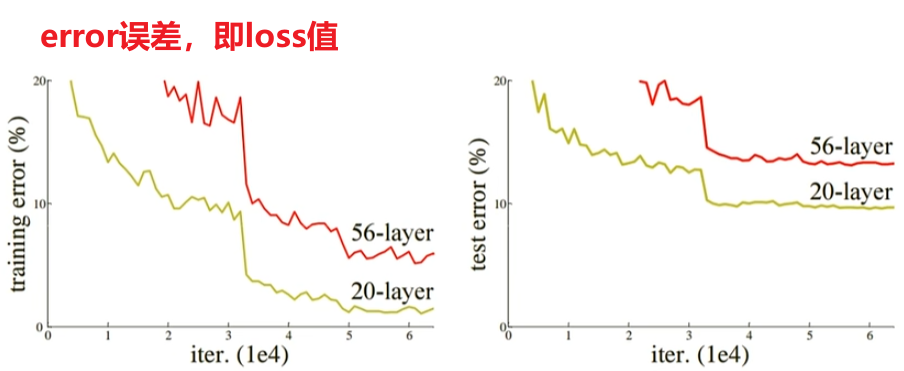 error误差，即loss值
training error (%)
20
10
0
0 1 2 3 4 5 6
iter. (1e4)
56-layer
20-layer
test error (%)
20
10
0
0 1 2 3 4 5 6
iter. (1e4)
56-layer
20-layer